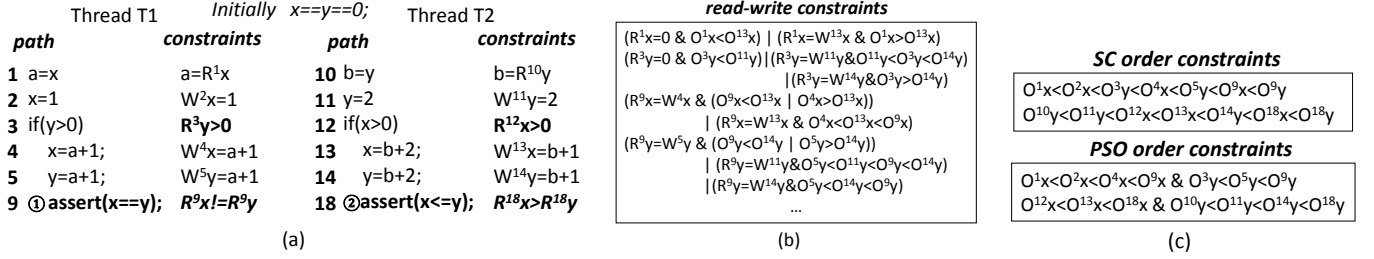 Thread T1 Initially x==y==0; Thread T2
path constraints path constraints
1 a=x a=R¹x 10 b=y b=R¹⁰y
2 x=1 W²x=1 11 y=2 W¹¹y=2
3 if(y>0) R³y>0 12 if(x>0) R¹²x>0
4 x=a+1; W⁴x=a+1 13 x=b+2; W¹³x=b+1
5 y=a+1; W⁵y=a+1 14 y=b+2; W¹⁴y=b+1
9 ①assert(x==y); R⁹x!=R⁹y 18 ②assert(x<=y); R¹⁸x>R¹⁸y
(a)
read-write constraints
(R¹x=0 & O¹x<O¹³x) | (R¹x=W¹³x & O¹x>O¹³x)
(R³y=0 & O³y<O¹¹y)|(R³y=W¹¹y&O¹¹y<O³y<O¹⁴y)
|(R³y=W¹⁴y&O³y>O¹⁴y)
(R⁹x=W⁴x & (O⁹x<O¹³x | O⁴x>O¹³x))
| (R⁹x=W¹³x & O⁴x<O¹³x<O⁹x)
(R⁹y=W⁵y & (O⁹y<O¹⁴y | O⁵y>O¹⁴y))
| (R⁹y=W¹¹y&O⁵y<O¹¹y<O⁹y<O¹⁴y)
|(R⁹y=W¹⁴y&O⁵y<O¹⁴y<O⁹y)
...
(b)
SC order constraints
O¹x<O²x<O³y<O⁴x<O⁵y<O⁹x<O⁹y
O¹⁰y<O¹¹y<O¹²x<O¹³x<O¹⁴y<O¹⁸x<O¹⁸y
PSO order constraints
O¹x<O²x<O⁴x<O⁹x & O³y<O⁵y<O⁹y
O¹²x<O¹³x<O¹⁸x & O¹⁰y<O¹¹y<O¹⁴y<O¹⁸y
(c)